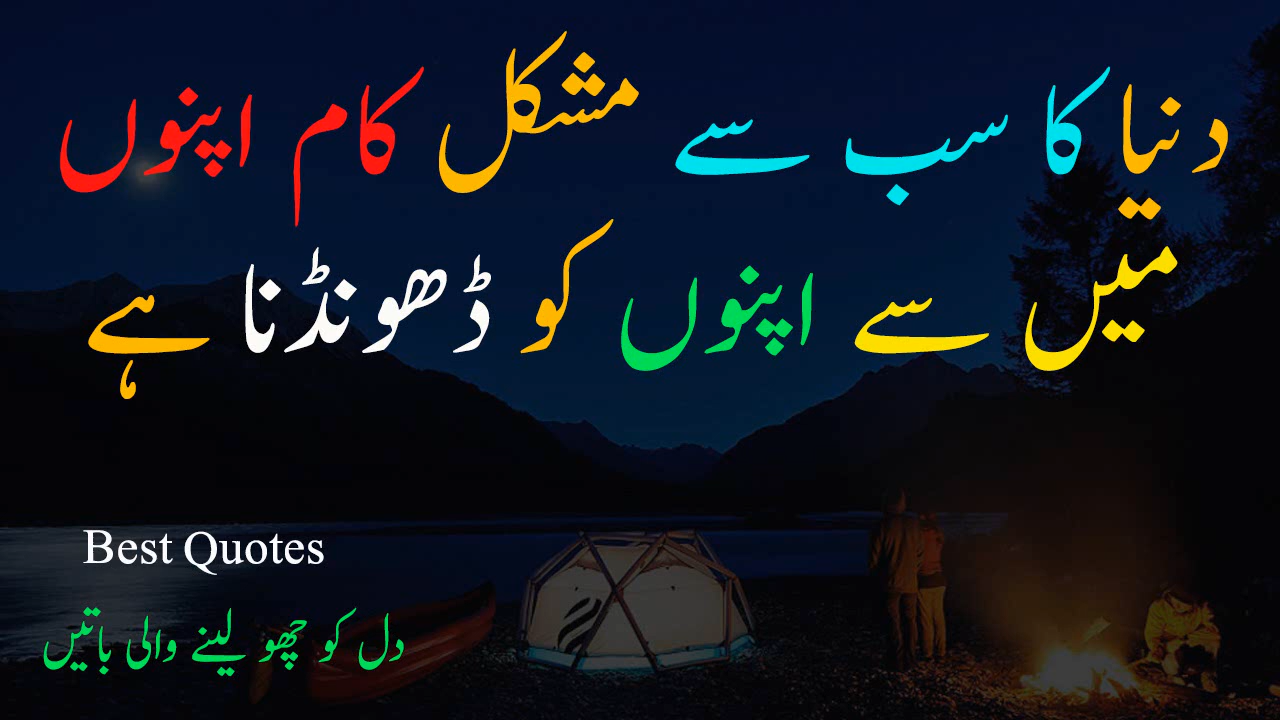 دنیا کا سب سے مشکل کام اپنوں
میں سے اپنوں کو ڈھونڈنا ہے
Best Quotes
دل کو چھو لینے والی باتیں